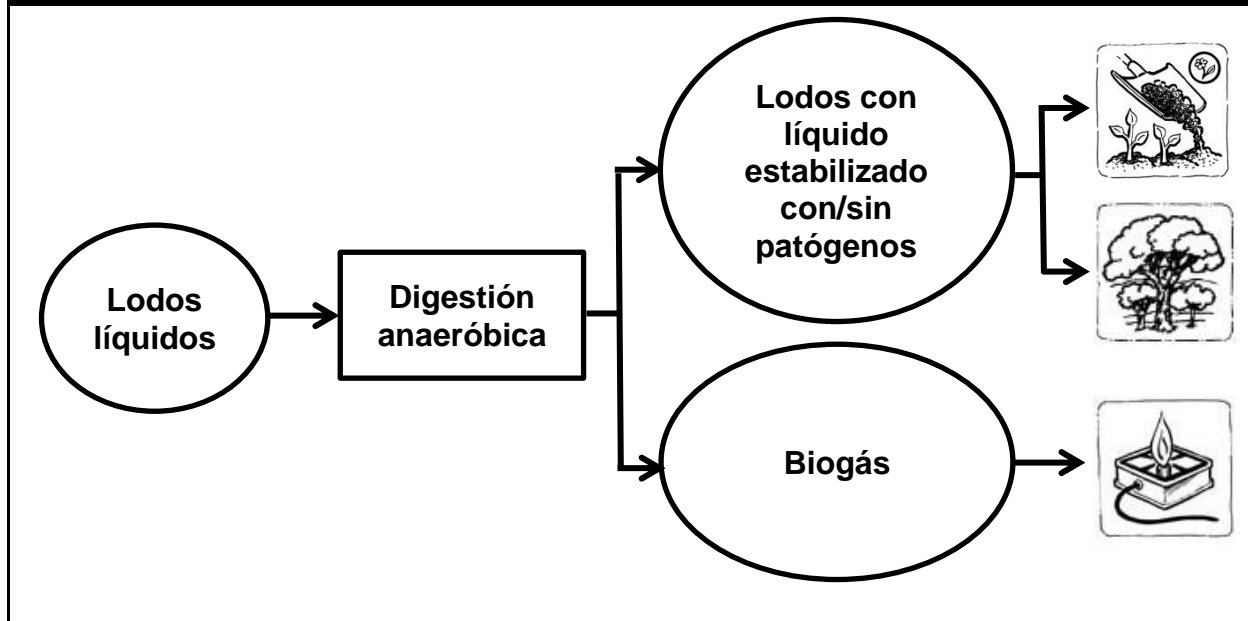 Lodos
líquidos
Digestión
anaeróbica
Lodos con
líquido
estabilizado
con/sin
patógenos
Biogás